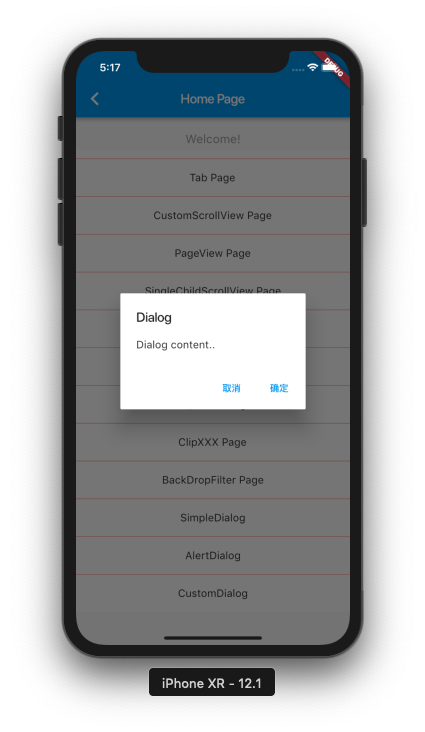 5:17
DEBUG
Home Page
Welcome!
Tab Page
CustomScrollView Page
PageView Page
SingleChildScrollView Page
Dialog
Dialog content..
取消 确定
ClipXXX Page
BackDropFilter Page
SimpleDialog
AlertDialog
CustomDialog
iPhone XR - 12.1